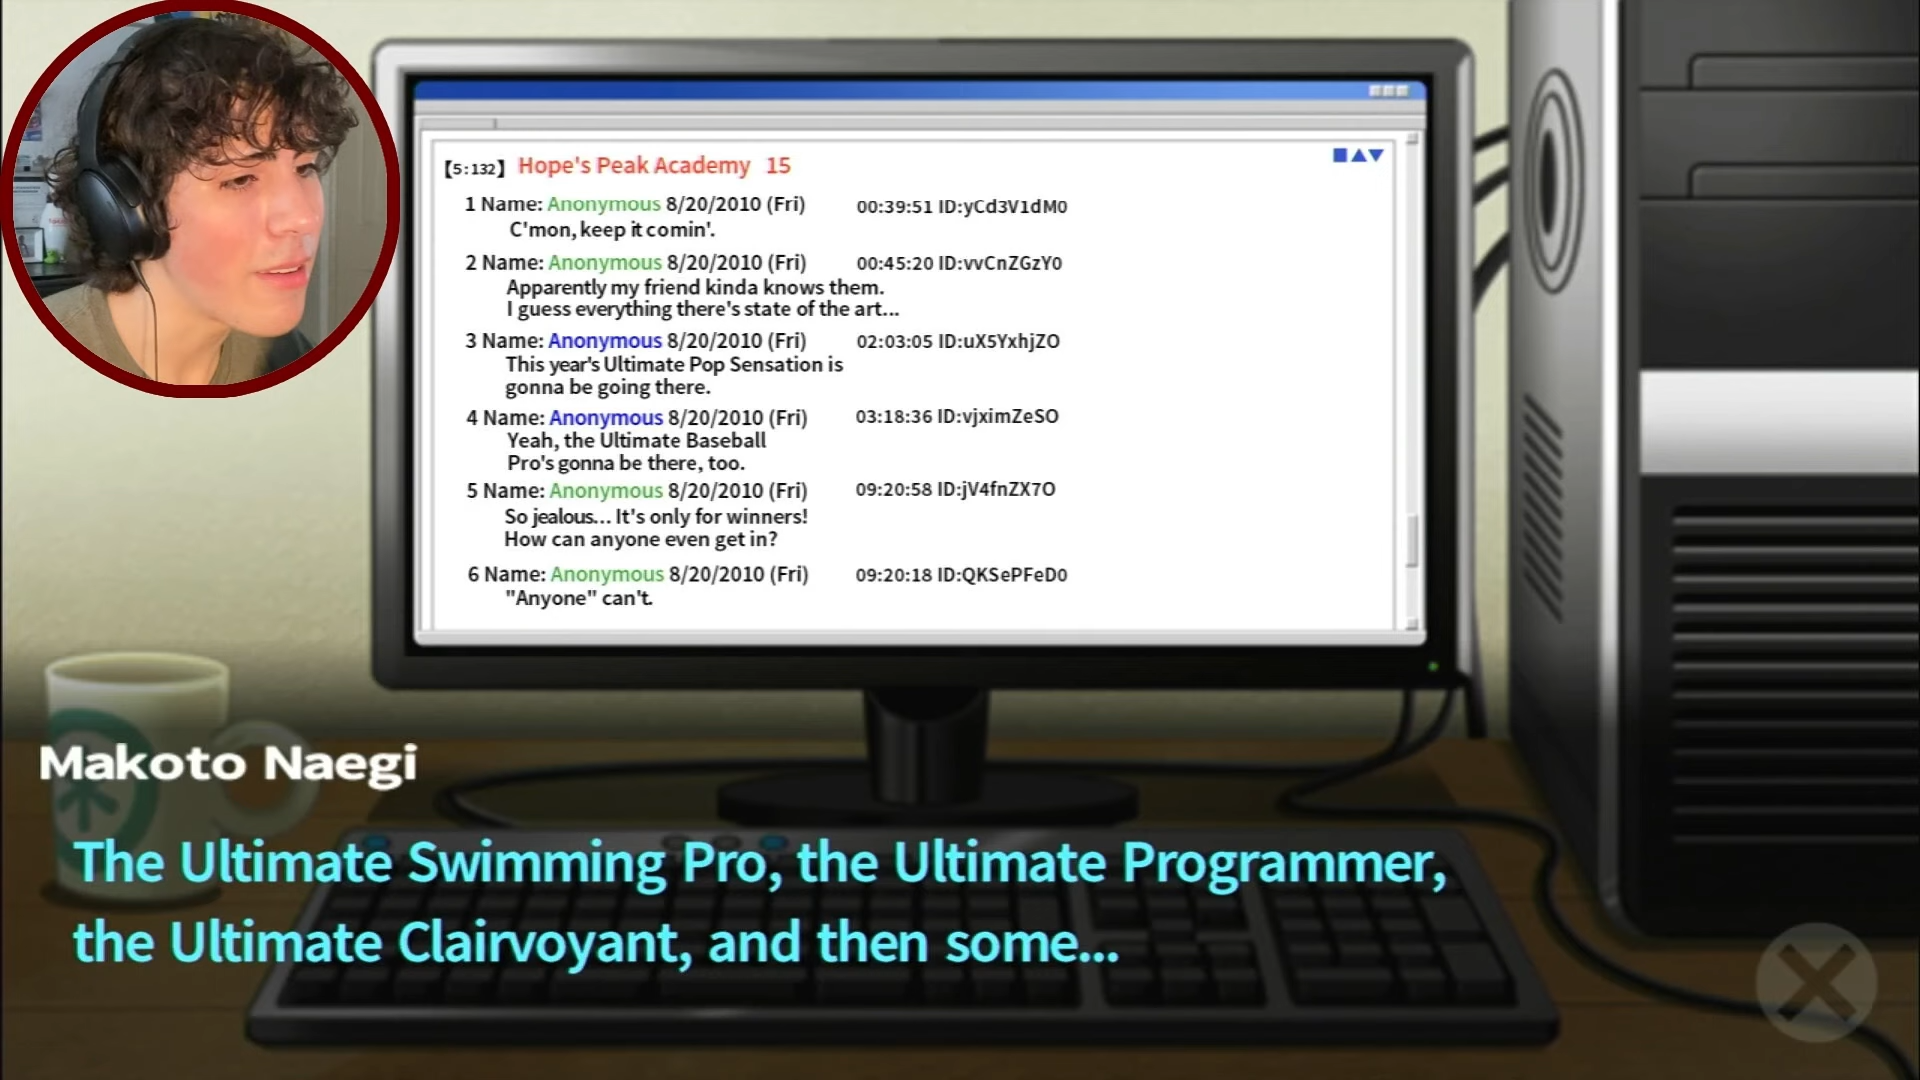 【5:132】 Hope's Peak Academy 15
1 Name: Anonymous 8/20/2010 (Fri) 00:39:51 ID:yCd3V1dM0
C'mon, keep it comin'.
2 Name: Anonymous 8/20/2010 (Fri) 00:45:20 ID:vvCnZGzY0
Apparently my friend kinda knows them.
I guess everything there's state of the art...
3 Name: Anonymous 8/20/2010 (Fri) 02:03:05 ID:uX5YxhjZO
This year's Ultimate Pop Sensation is
gonna be going there.
4 Name: Anonymous 8/20/2010 (Fri) 03:18:36 ID:vjximZeSO
Yeah, the Ultimate Baseball
Pro's gonna be there, too.
5 Name: Anonymous 8/20/2010 (Fri) 09:20:58 ID:jV4fnZX7O
So jealous... It's only for winners!
How can anyone even get in?
6 Name: Anonymous 8/20/2010 (Fri) 09:20:18 ID:QKSePFeD0
"Anyone" can't.
Makoto Naegi
The Ultimate Swimming Pro, the Ultimate Programmer,
the Ultimate Clairvoyant, and then some...